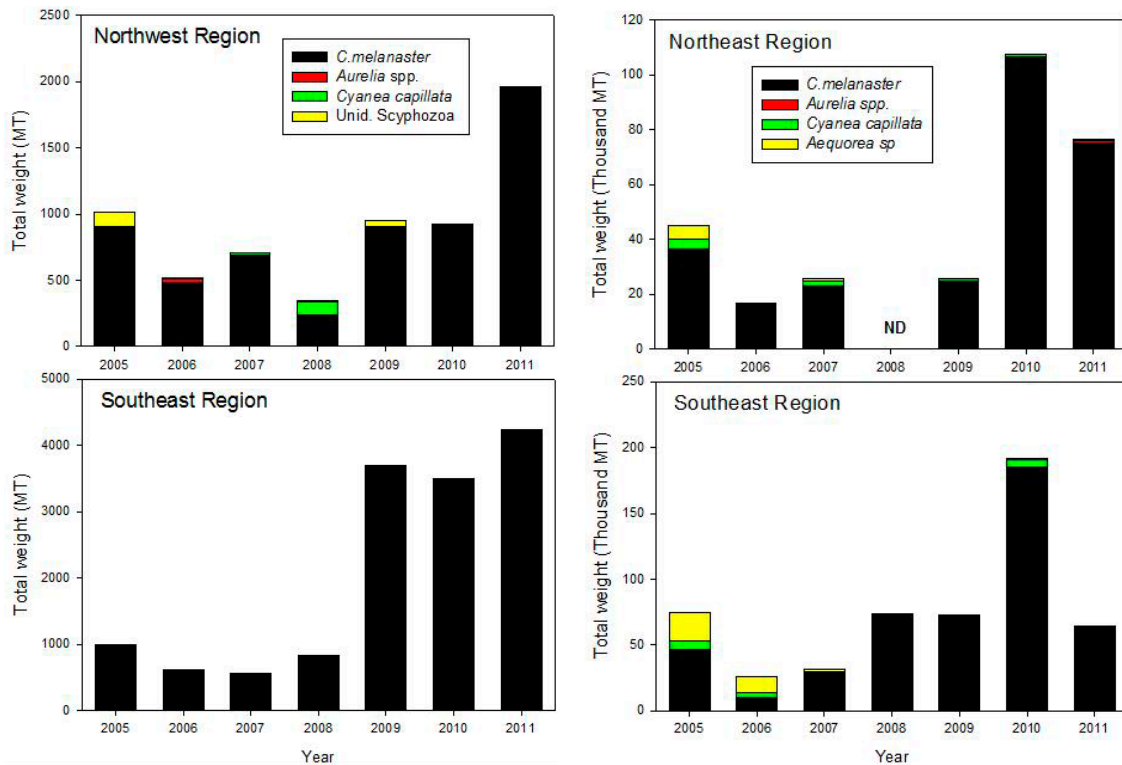 Northwest Region
C.melanaster
Aurelia spp.
Cyanea capillata
Unid. Scyphozoa
Total weight (MT)
2500
2000
1500
1000
500
0
2005 2006 2007 2008 2009 2010 2011
Northeast Region
C.melanaster
Aurelia spp.
Cyanea capillata
Aequorea sp
Total weight (Thousand MT)
120
100
80
60
40
20
0
ND
2005 2006 2007 2008 2009 2010 2011
Southeast Region
Total weight (MT)
5000
4000
3000
2000
1000
0
2005 2006 2007 2008 2009 2010 2011
Year
Southeast Region
Total weight (Thousand MT)
250
200
150
100
50
0
2005 2006 2007 2008 2009 2010 2011
Year